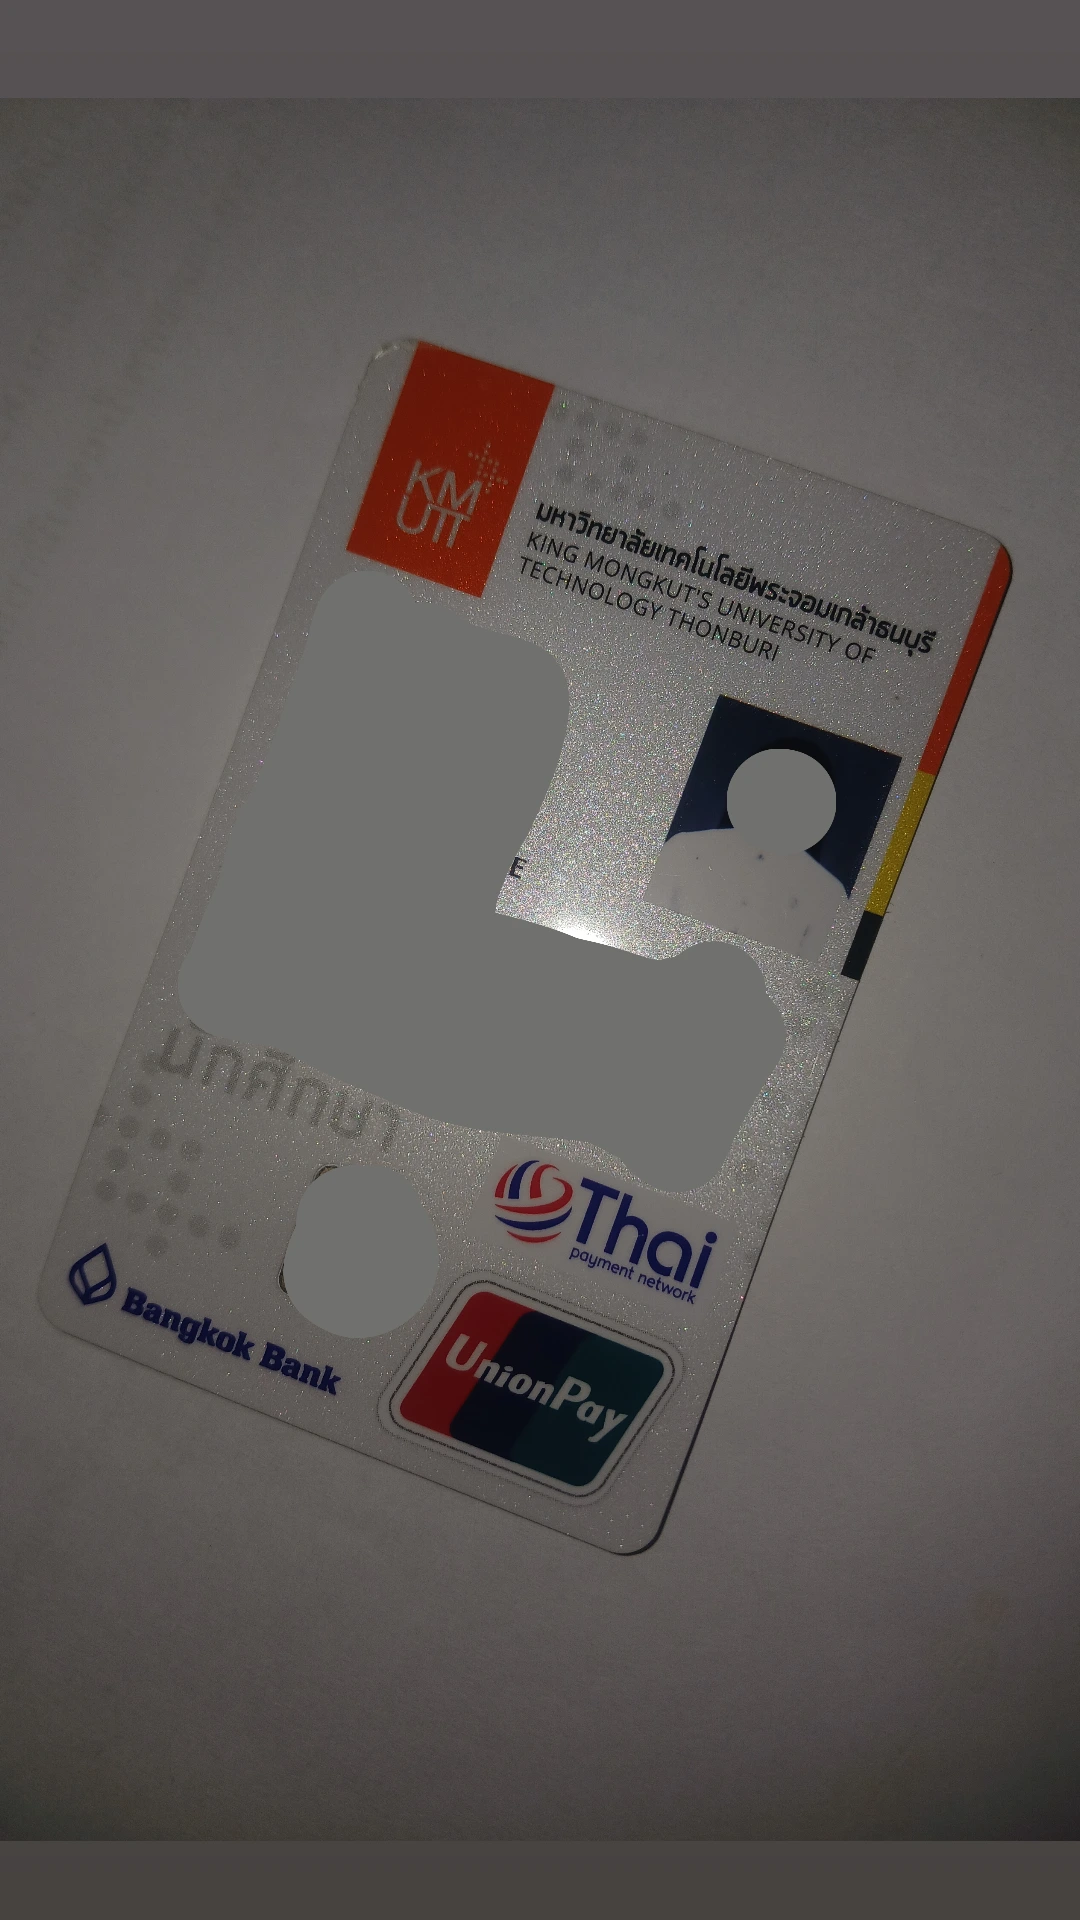 KM
UTT
มหาวิทยาลัยเทคโนโลยีพระจอมเกล้าธนบุรี
KING MONGKUT'S UNIVERSITY OF
TECHNOLOGY THONBURI
E
นักศึกษา
Thai
payment network
Bangkok Bank
UnionPay